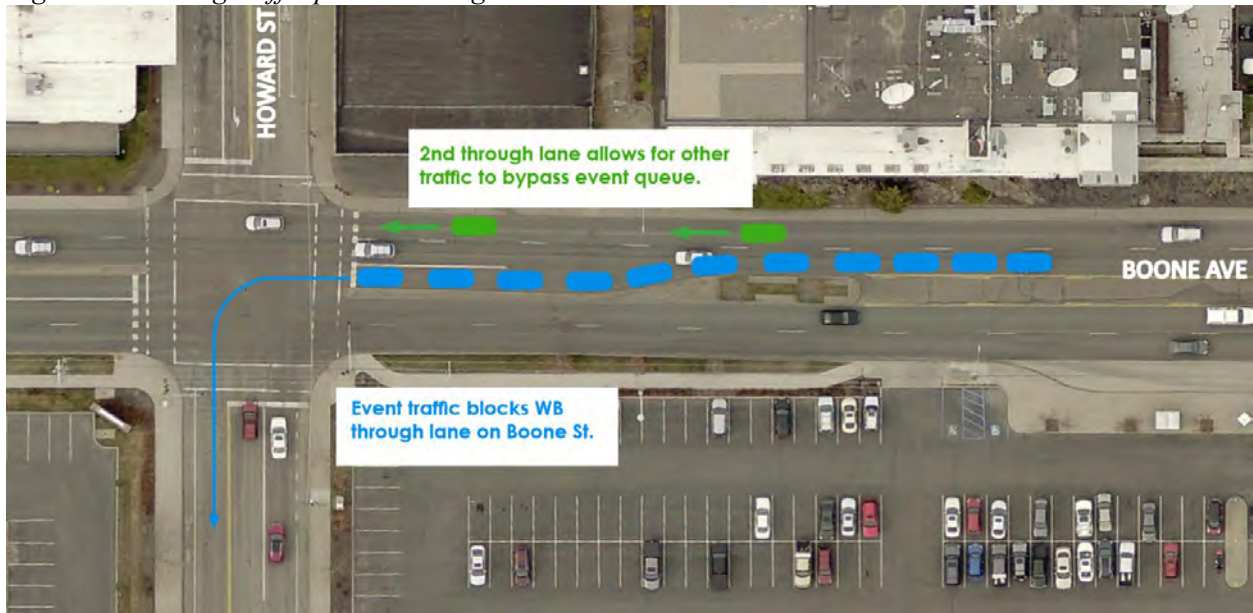 HOWARD ST
2nd through lane allows for other
traffic to bypass event queue.
BOONE AVE
Event traffic blocks WB
through lane on Boone St.